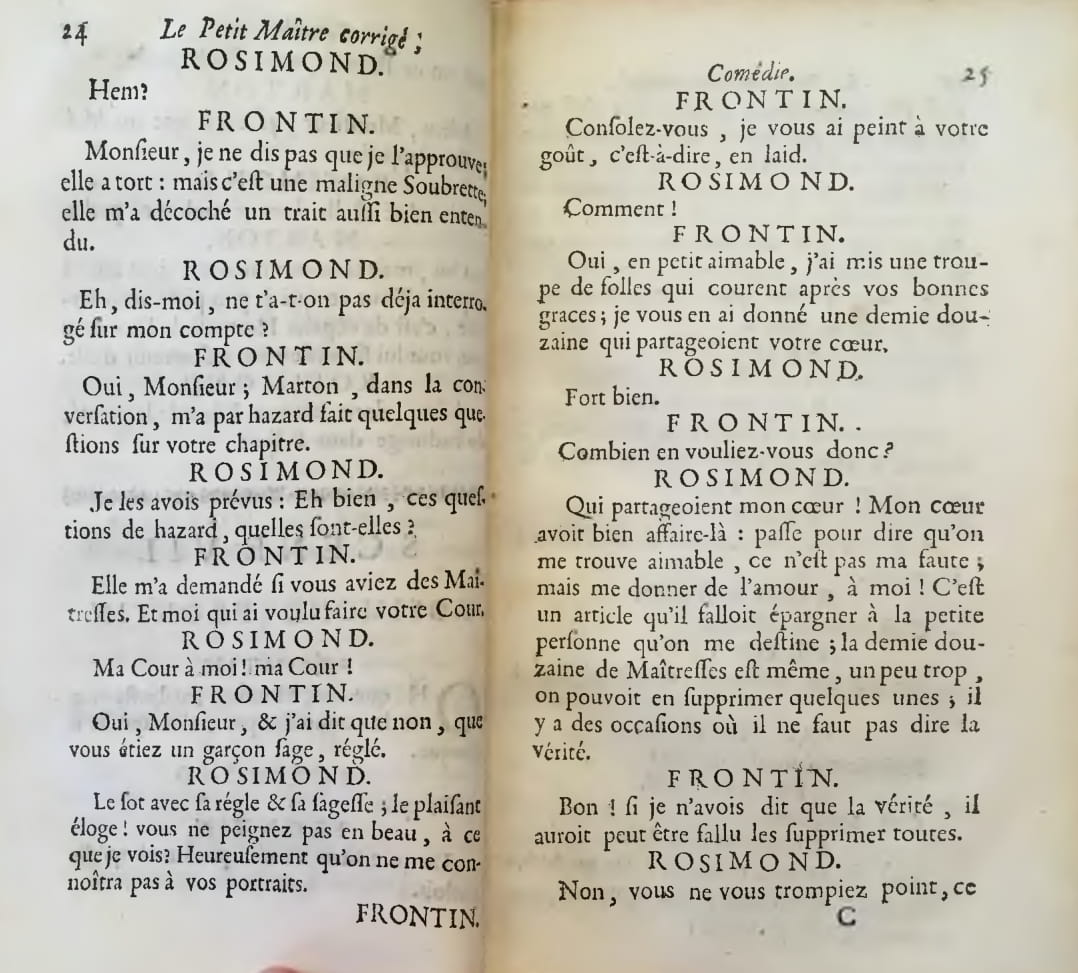 24 Le Petit Maître corrigé ;
ROSIMOND.
Hem?
FRONTIN.
Monſieur, je ne dis pas que je l'approuve;
elle a tort : mais c'eſt une maligne Soubrette;
elle m'a décoché un trait auſſi bien enten-
du.
ROSIMOND.
Eh, dis-moi, ne t'a-t-on pas déja interro-
gé ſur mon compte ?
FRONTIN.
Oui, Monſieur ; Marton , dans la con-
verſation, m'a par hazard fait quelques que-
ſtions ſur votre chapitre.
ROSIMOND.
Je les avois prévus : Eh bien , ces queſ-
tions de hazard, quelles ſont-elles ?
FRONTIN.
Elle m'a demandé ſi vous aviez des Maî-
treſſes. Et moi qui ai voulu faire votre Cour.
ROSIMOND.
Ma Cour à moi ! ma Cour !
FRONTIN.
Oui, Monſieur, & j'ai dit que non, que
vous étiez un garçon ſage, réglé.
ROSIMOND.
Le ſot avec ſa régle & ſa ſageſſe ; le plaiſant
éloge ! vous ne peignez pas en beau, à ce
que je vois? Heureuſement qu'on ne me con-
noîtra pas à vos portraits.
FRONTIN.
Comédie. 25
FRONTIN.
Conſolez-vous , je vous ai peint à votre
goût, c'eſt-à-dire, en laid.
ROSIMOND.
Comment !
FRONTIN.
Oui, en petit aimable, j'ai mis une trou-
pe de folles qui courent après vos bonnes
graces ; je vous en ai donné une demie dou-
zaine qui partageoient votre cœur.
ROSIMOND.
Fort bien.
FRONTIN. .
Combien en vouliez-vous donc ?
ROSIMOND.
Qui partageoient mon cœur ! Mon cœur
avoit bien affaire-là : paſſe pour dire qu'on
me trouve aimable , ce n'eſt pas ma faute ;
mais me donner de l'amour , à moi ! C'eſt
un article qu'il falloit épargner à la petite
perſonne qu'on me deſtine ; la demie dou-
zaine de Maîtreſſes eſt même, un peu trop ,
on pouvoit en ſupprimer quelques unes ; il
y a des occaſions où il ne faut pas dire la
vérité.
FRONTIN.
Bon ! ſi je n'avois dit que la vérité , il
auroit peut être fallu les ſupprimer toutes.
ROSIMOND.
Non, vous ne vous trompiez point, ce
C